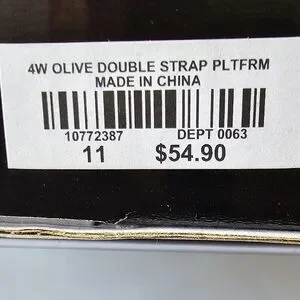 4W OLIVE DOUBLE STRAP PLTFRM
MADE IN CHINA
10772387 DEPT 0063
11 $54.90